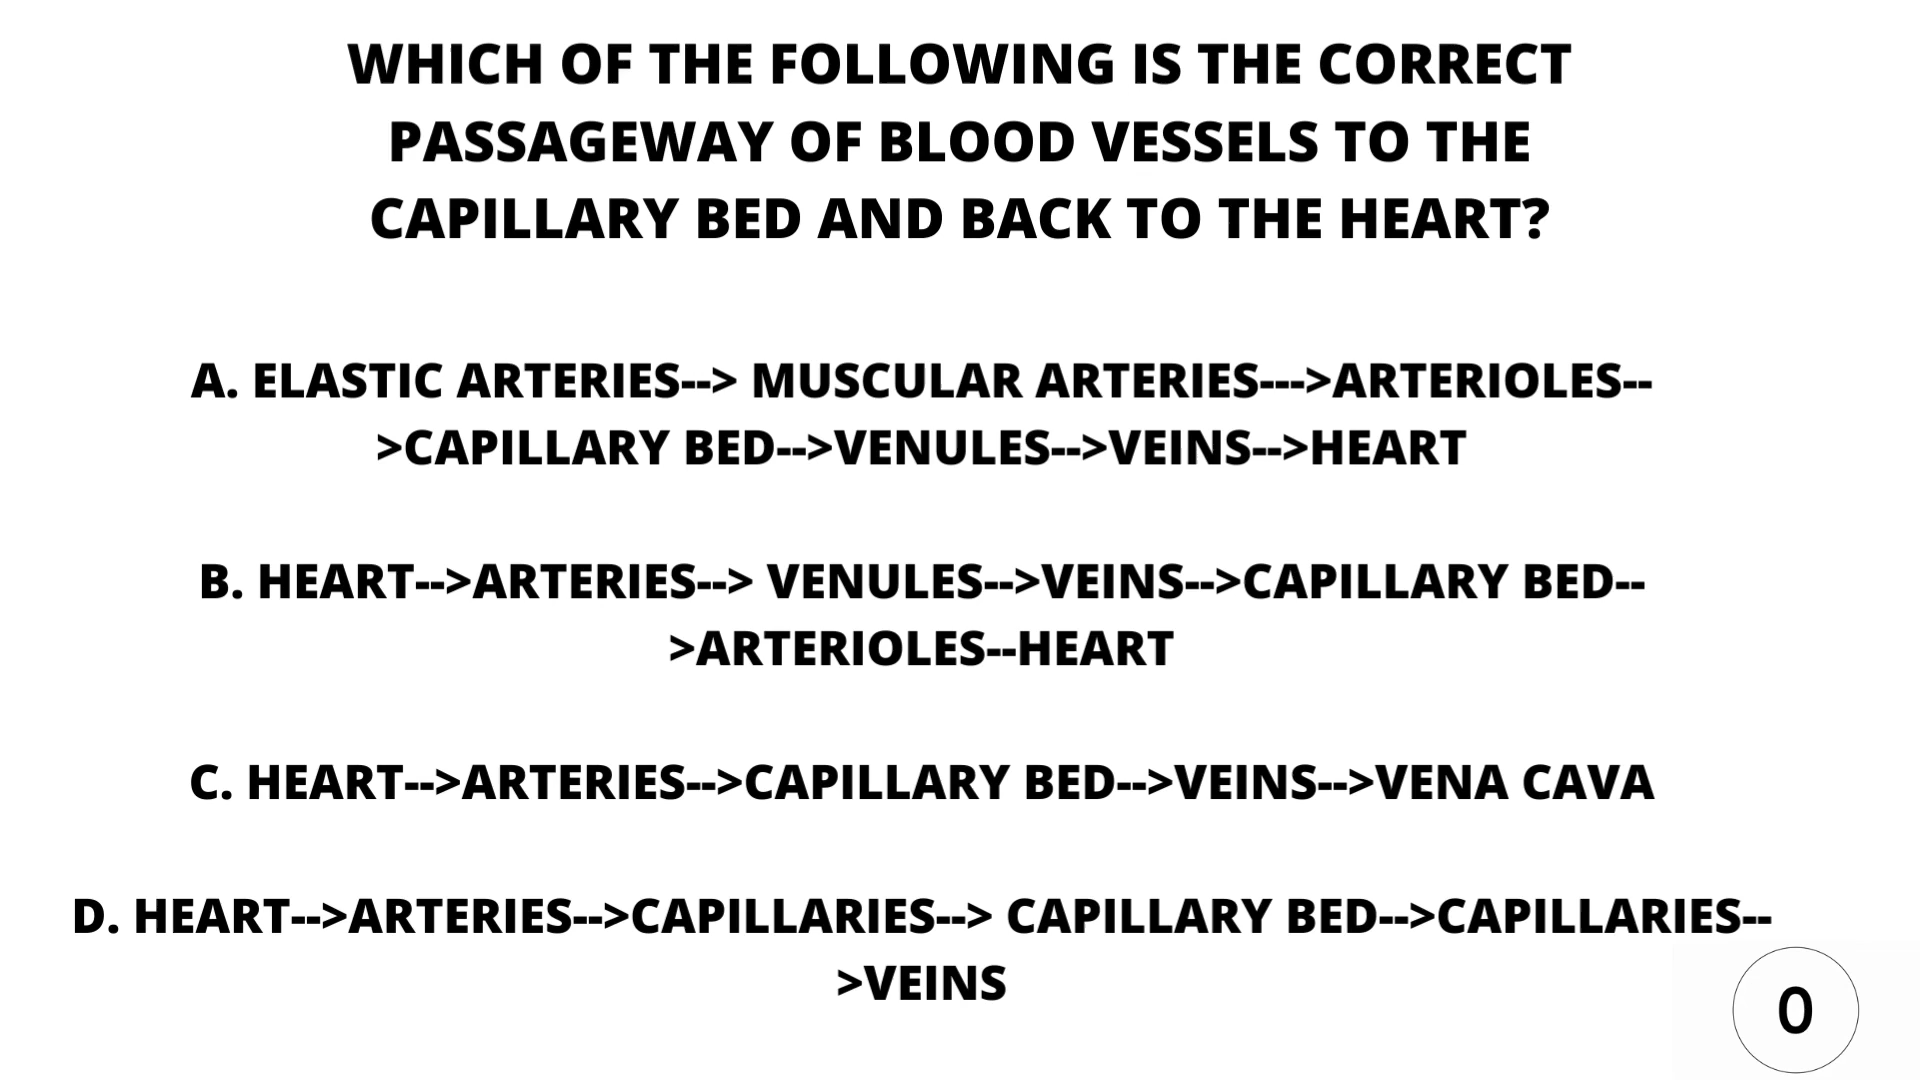 WHICH OF THE FOLLOWING IS THE CORRECT
PASSAGEWAY OF BLOOD VESSELS TO THE
CAPILLARY BED AND BACK TO THE HEART?
A. ELASTIC ARTERIES--> MUSCULAR ARTERIES--->ARTERIOLES--
>CAPILLARY BED-->VENULES-->VEINS-->HEART
B. HEART-->ARTERIES--> VENULES-->VEINS-->CAPILLARY BED--
>ARTERIOLES--HEART
C. HEART-->ARTERIES-->CAPILLARY BED-->VEINS-->VENA CAVA
D. HEART-->ARTERIES-->CAPILLARIES--> CAPILLARY BED-->CAPILLARIES--
>VEINS
0